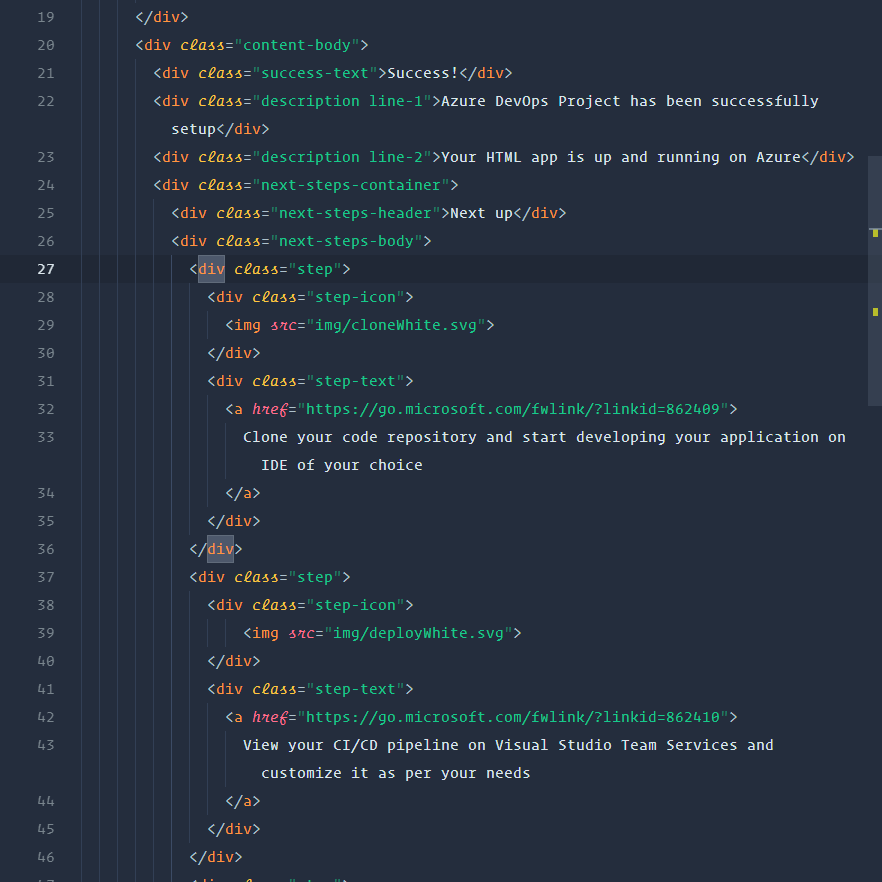 19 </div>
20 <div class="content-body">
21 <div class="success-text">Success!</div>
22 <div class="description line-1">Azure DevOps Project has been successfully
setup</div>
23 <div class="description line-2">Your HTML app is up and running on Azure</div>
24 <div class="next-steps-container">
25 <div class="next-steps-header">Next up</div>
26 <div class="next-steps-body">
27 <div class="step">
28 <div class="step-icon">
29 <img src="img/cloneWhite.svg">
30 </div>
31 <div class="step-text">
32 <a href="https://go.microsoft.com/fwlink/?linkid=862409">
33 Clone your code repository and start developing your application on
IDE of your choice
34 </a>
35 </div>
36 </div>
37 <div class="step">
38 <div class="step-icon">
39 <img src="img/deployWhite.svg">
40 </div>
41 <div class="step-text">
42 <a href="https://go.microsoft.com/fwlink/?linkid=862410">
43 View your CI/CD pipeline on Visual Studio Team Services and
customize it as per your needs
44 </a>
45 </div>
46 </div>